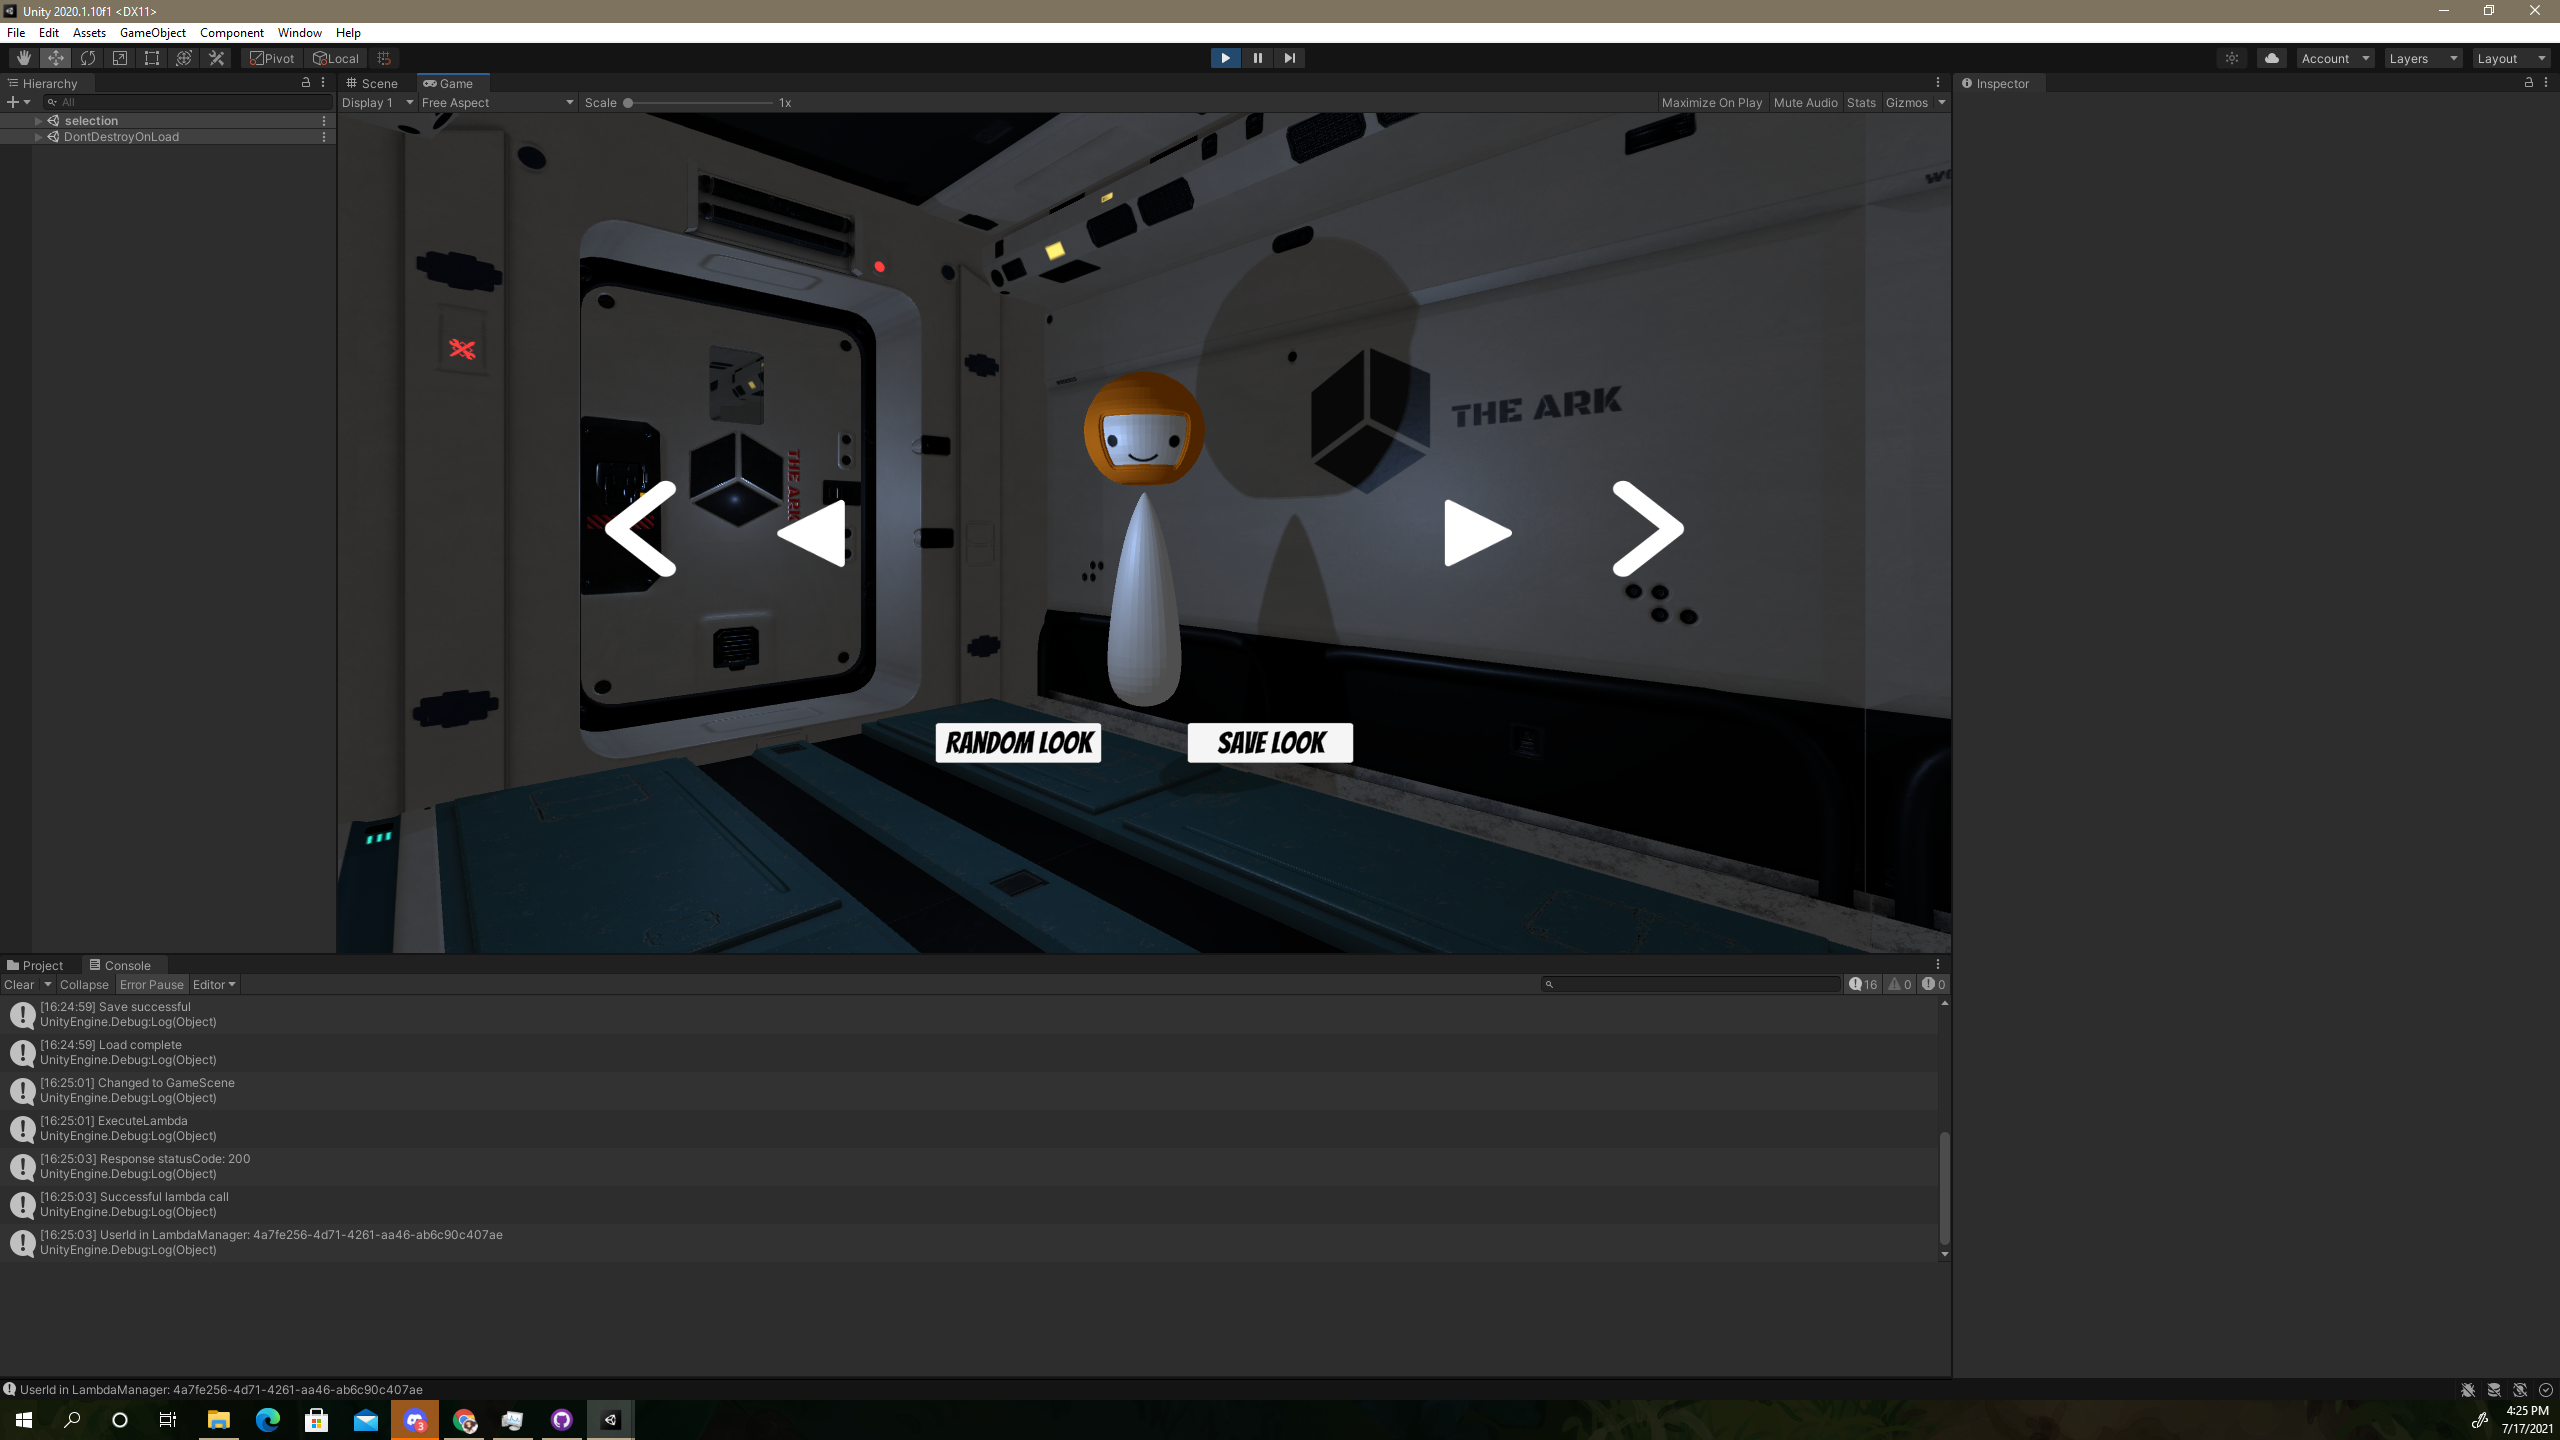 Unity 2020.1.10f1 <DX11>
File Edit Assets GameObject Component Window Help
Pivot Local Account Layers Layout
Hierarchy Scene Game Inspector
All Display 1 Free Aspect Scale 1x Maximize On Play Mute Audio Stats Gizmos
selection
DontDestroyOnLoad
THE ARK
THE ARK
RANDOM LOOK SAVE LOOK
Project Console
Clear Collapse Error Pause Editor 16 0 0
[16:24:59] Save successful
UnityEngine.Debug:Log(Object)
[16:24:59] Load complete
UnityEngine.Debug:Log(Object)
[16:25:01] Changed to GameScene
UnityEngine.Debug:Log(Object)
[16:25:01] ExecuteLambda
UnityEngine.Debug:Log(Object)
[16:25:03] Response statusCode: 200
UnityEngine.Debug:Log(Object)
[16:25:03] Successful lambda call
UnityEngine.Debug:Log(Object)
[16:25:03] UserId in LambdaManager: 4a7fe256-4d71-4261-aa46-ab6c90c407ae
UnityEngine.Debug:Log(Object)
UserId in LambdaManager: 4a7fe256-4d71-4261-aa46-ab6c90c407ae
3
4:25 PM
7/17/2021